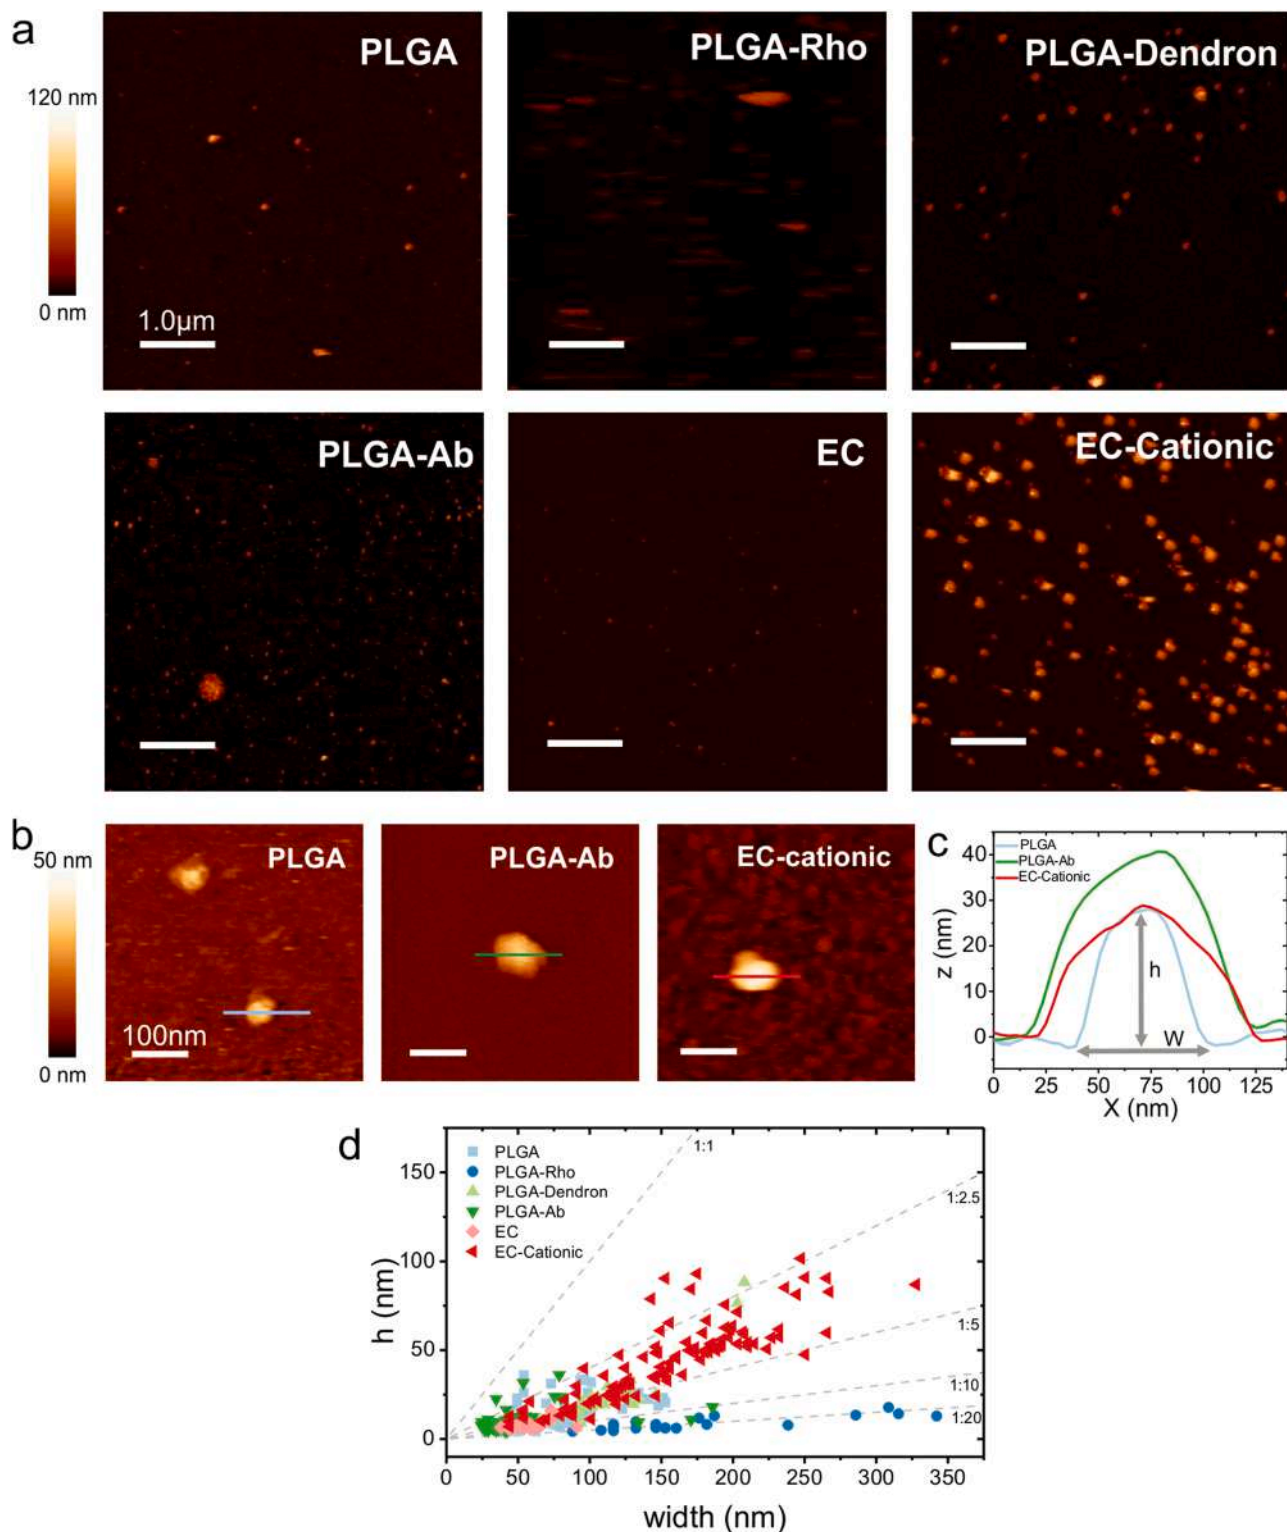 a
PLGA
PLGA-Rho
PLGA-Dendron
120 nm
0 nm
1.0µm
PLGA-Ab
EC
EC-Cationic
b
50 nm
0 nm
PLGA
100nm
PLGA-Ab
EC-cationic
c
PLGA
PLGA-Ab
EC-Cationic
40
30
20
10
0
z (nm)
h
W
0 25 50 75 100 125
X (nm)
d
PLGA
PLGA-Rho
PLGA-Dendron
PLGA-Ab
EC
EC-Cationic
1:1
1:2.5
1:5
1:10
1:20
150
100
50
0
h (nm)
0 50 100 150 200 250 300 350
width (nm)